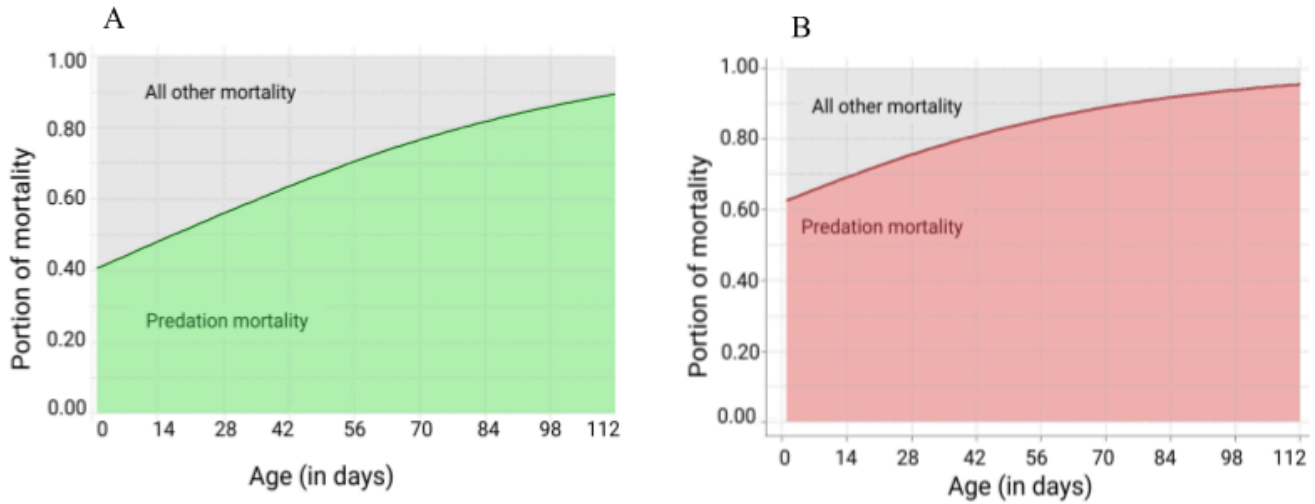 A
1.00
0.80
0.60
0.40
0.20
0.00
Portion of mortality
All other mortality
Predation mortality
0 14 28 42 56 70 84 98 112
Age (in days)
B
1.00
0.80
0.60
0.40
0.20
0.00
Portion of mortality
All other mortality
Predation mortality
0 14 28 42 56 70 84 98 112
Age (in days)